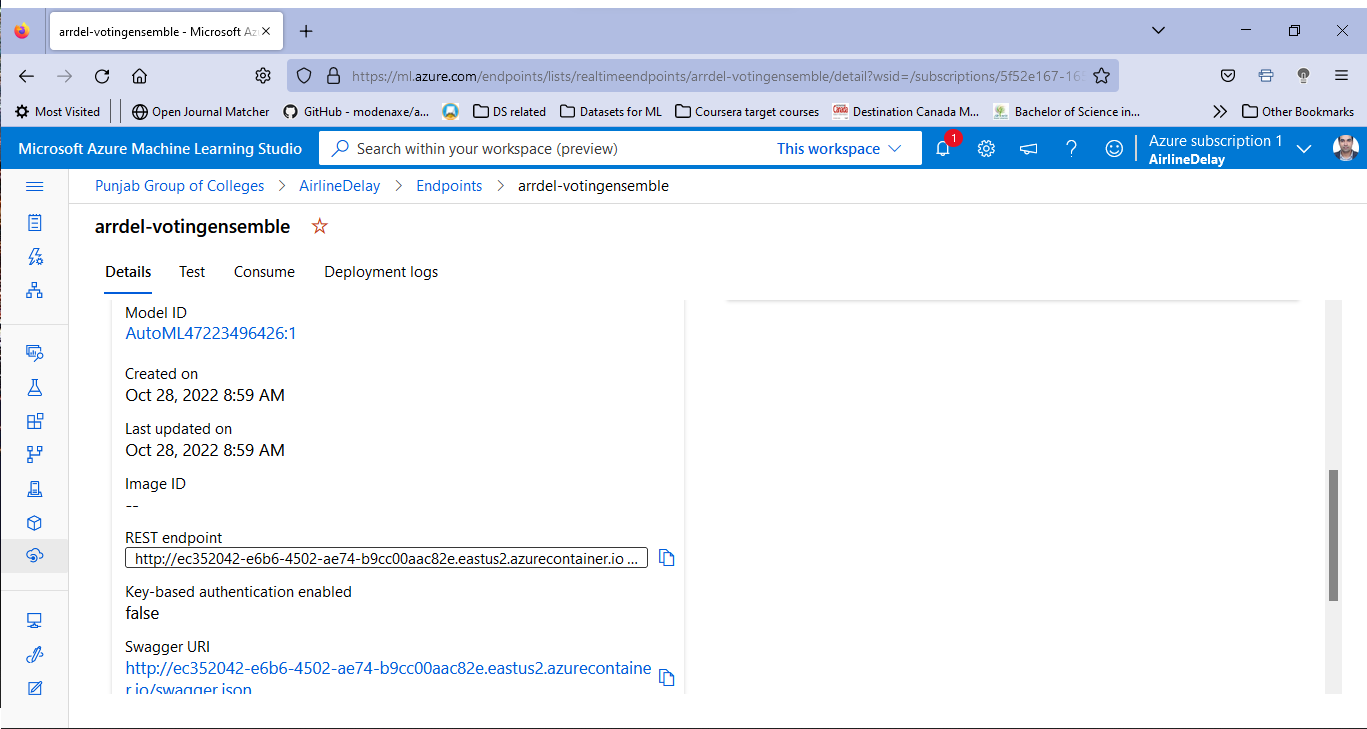 arrdel-votingensemble - Microsoft Az
https://ml.azure.com/endpoints/lists/realtimeendpoints/arrdel-votingensemble/detail?wsid=/subscriptions/5f52e167-165
Most Visited Open Journal Matcher GitHub - modenaxe/a... DS related Datasets for ML Coursera target courses Destination Canada M... Bachelor of Science in... Other Bookmarks
Microsoft Azure Machine Learning Studio Search within your workspace (preview) This workspace 1 Azure subscription 1
AirlineDelay
Punjab Group of Colleges > AirlineDelay > Endpoints > arrdel-votingensemble
arrdel-votingensemble
Details Test Consume Deployment logs
Model ID
AutoML47223496426:1
Created on
Oct 28, 2022 8:59 AM
Last updated on
Oct 28, 2022 8:59 AM
Image ID
--
REST endpoint
http://ec352042-e6b6-4502-ae74-b9cc00aac82e.eastus2.azurecontainer.io ...
Key-based authentication enabled
false
Swagger URI
http://ec352042-e6b6-4502-ae74-b9cc00aac82e.eastus2.azurecontaine
r.io/swagger.json